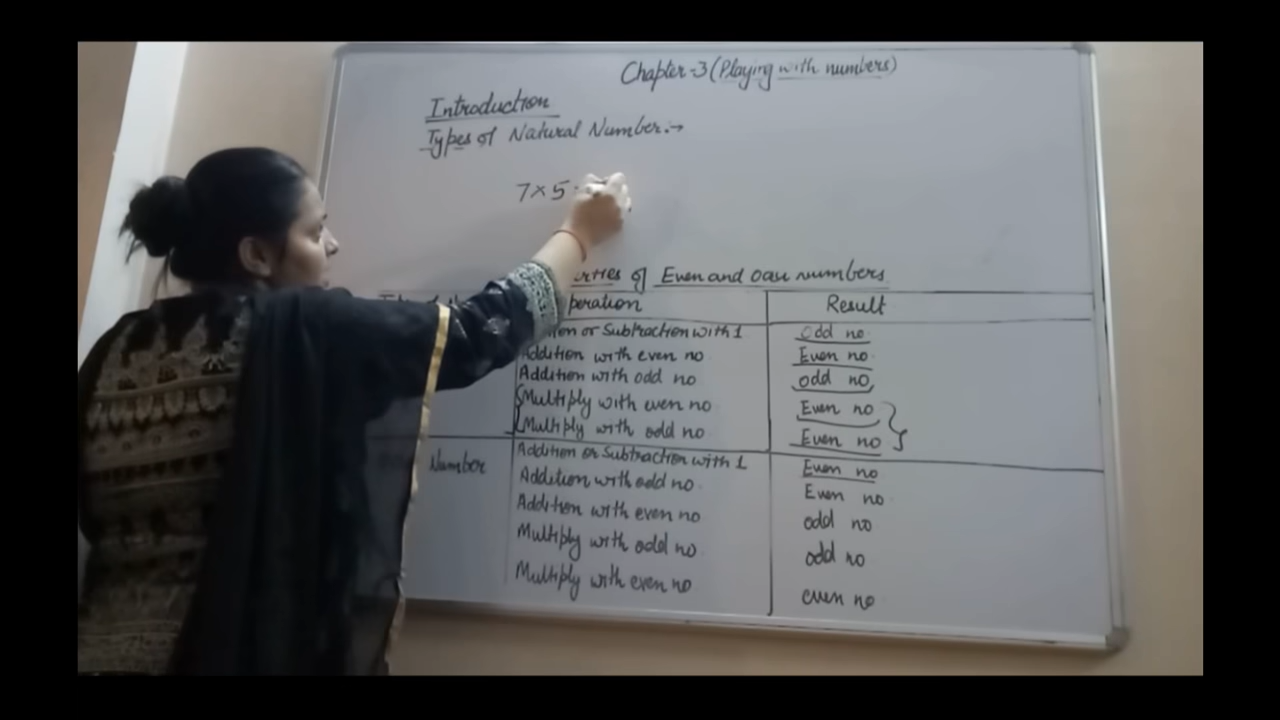 Chapter-3 (Playing with numbers)
Introduction
Types of Natural Number:→
7×5
of Even and numbers
Result
or Subtraction with 1 Odd no
Addition with even no Even no
Addition with odd no odd no
Multiply with even no Even no
Multiply with odd no Even no
Number Addition or Subtraction with 1 Even no
Addition with odd no Even no
Addition with even no odd no
Multiply with odd no odd no
Multiply with even no even no